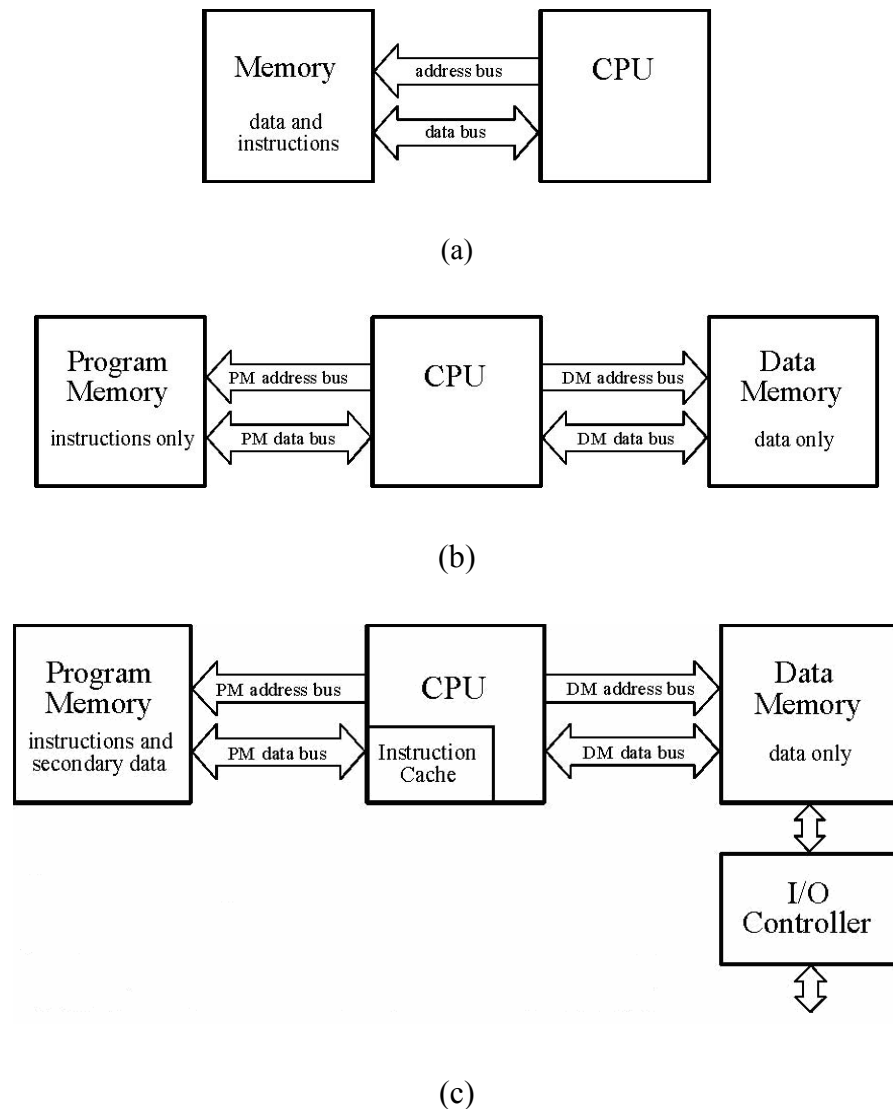 Memory
data and
instructions
address bus
data bus
CPU
(a)
Program
Memory
instructions only
PM address bus
PM data bus
CPU
DM address bus
DM data bus
Data
Memory
data only
(b)
Program
Memory
instructions and
secondary data
PM address bus
PM data bus
CPU
Instruction
Cache
DM address bus
DM data bus
Data
Memory
data only
I/O
Controller
(c)